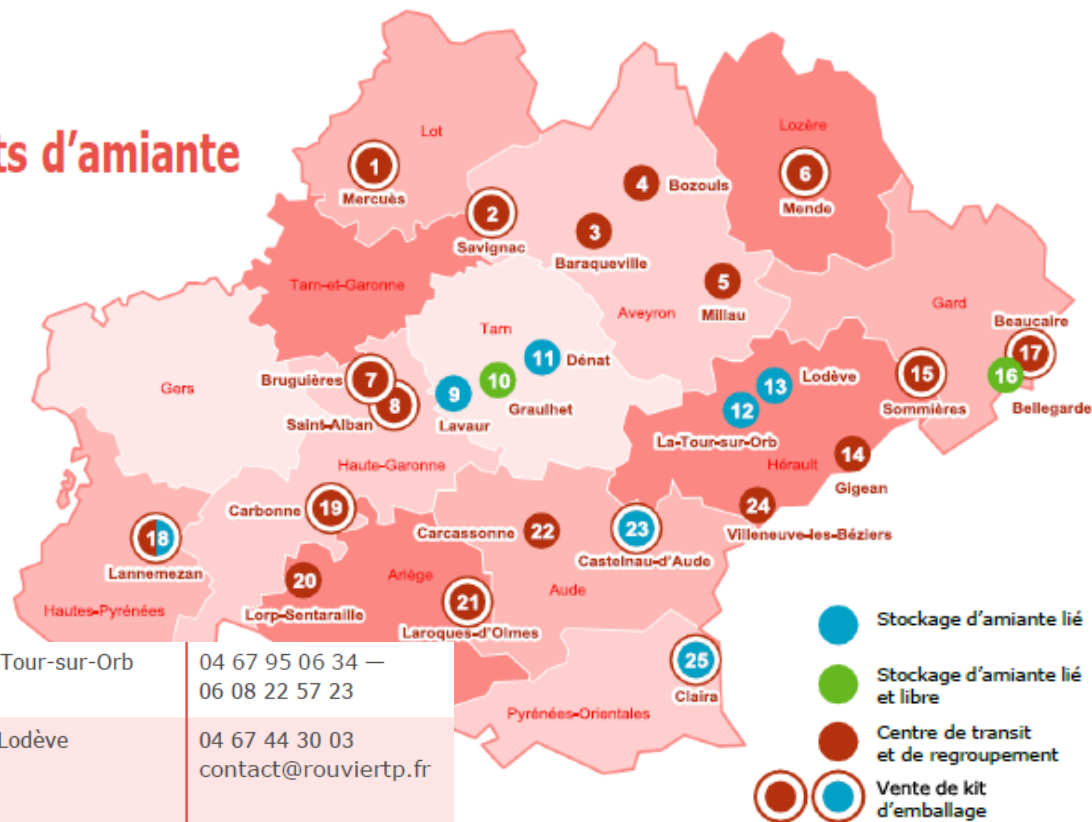 ts d'amiante
Lot
1
Mercuès
2
Savignac
3
Baraqueville
4
Bozouls
5
Millau
Aveyron
Lozère
6
Mende
Tarn-et-Garonne
Gard
Beaucaire
17
16
Bellegarde
15
Sommières
Tarn
11
Dénat
10
Graulhet
9
Lavaur
Bruguières
7
8
Saint-Alban
Gers
13
Lodève
12
La-Tour-sur-Orb
Hérault
14
Gigean
24
Villeneuve-les-Béziers
Haute-Garonne
Carbonne
19
18
Lannemezan
Hautes-Pyrénées
20
Lorp-Sentaraille
Ariège
21
Laroques-d'Olmes
Carcassonne
22
Aude
23
Castelnau-d'Aude
25
Claira
Pyrénées-Orientales
Tour-sur-Orb
04 67 95 06 34 —
06 08 22 57 23
Lodève
04 67 44 30 03
contact@rouviertp.fr
Stockage d'amiante lié
Stockage d'amiante lié
et libre
Centre de transit
et de regroupement
Vente de kit
d'emballage